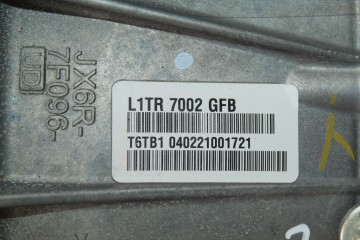 JX6R-
7F096-
UD
L1TR 7002 GFB
T6TB1 040221001721